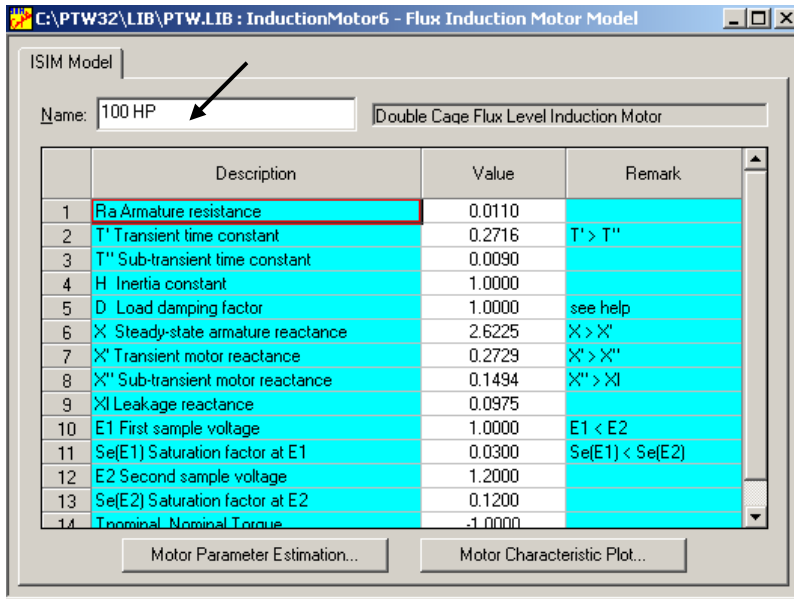 C:\PTW32\LIB\PTW.LIB : InductionMotor6 - Flux Induction Motor Model
ISIM Model
Name: 100 HP Double Cage Flux Level Induction Motor
Description Value Remark
1 Ra Armature resistance 0.0110
2 T' Transient time constant 0.2716 T' > T''
3 T'' Sub-transient time constant 0.0090
4 H Inertia constant 1.0000
5 D Load damping factor 1.0000 see help
6 X Steady-state armature reactance 2.6225 X > X'
7 X' Transient motor reactance 0.2729 X' > X''
8 X'' Sub-transient motor reactance 0.1494 X'' > Xl
9 Xl Leakage reactance 0.0975
10 E1 First sample voltage 1.0000 E1 < E2
11 Se(E1) Saturation factor at E1 0.0300 Se(E1) < Se(E2)
12 E2 Second sample voltage 1.2000
13 Se(E2) Saturation factor at E2 0.1200
14 Tnominal Nominal Torque -1.0000
Motor Parameter Estimation... Motor Characteristic Plot...